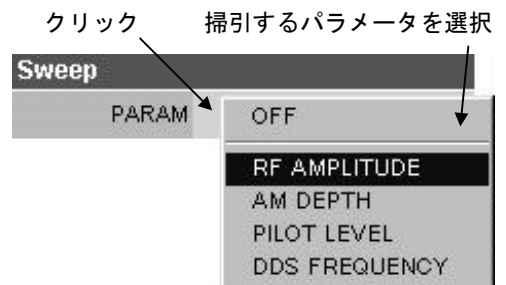 クリック 掃引するパラメータを選択
Sweep
PARAM OFF
RF AMPLITUDE
AM DEPTH
PILOT LEVEL
DDS FREQUENCY